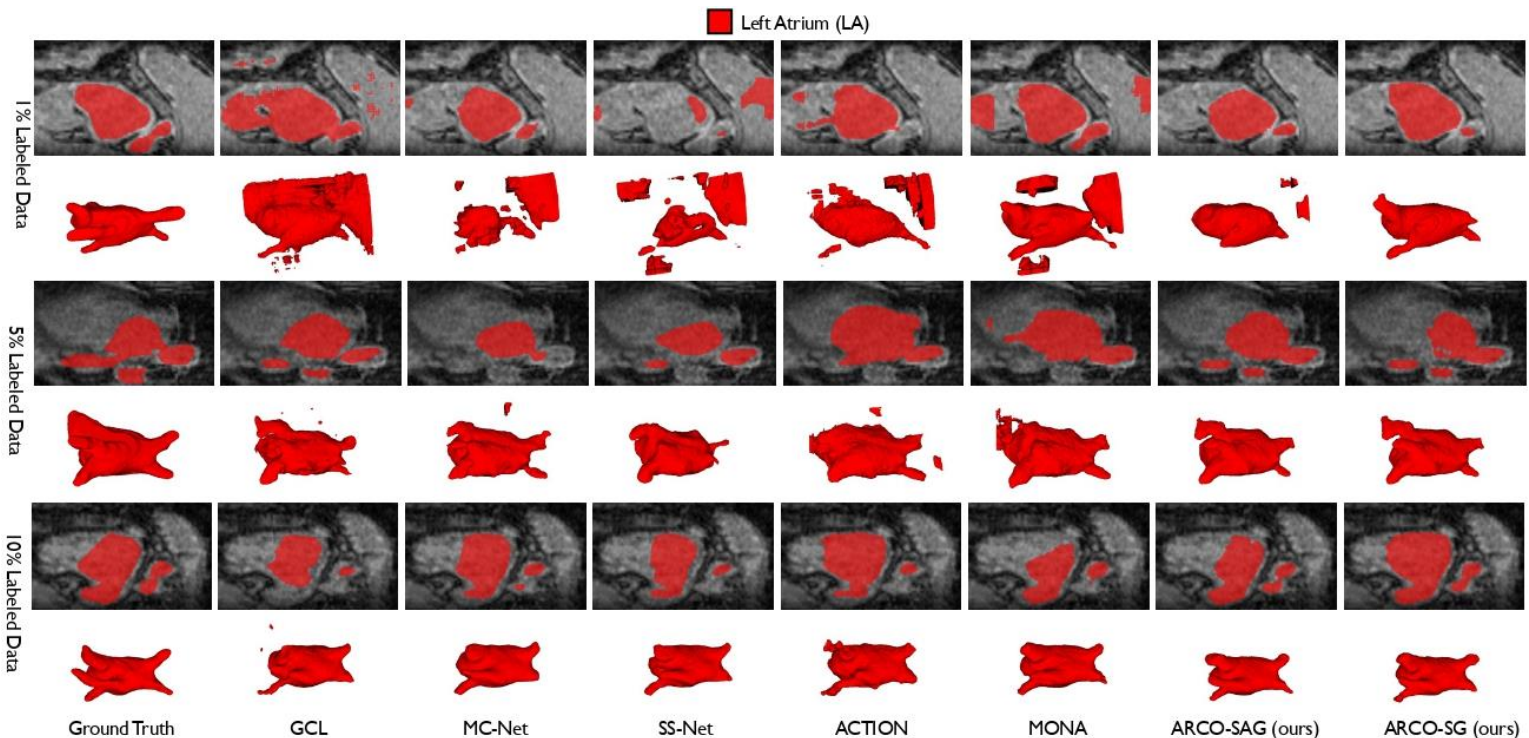 Left Atrium (LA)
1% Labeled Data
5% Labeled Data
10% Labeled Data
Ground Truth
GCL
MC-Net
SS-Net
ACTION
MONA
ARCO-SAG (ours)
ARCO-SG (ours)